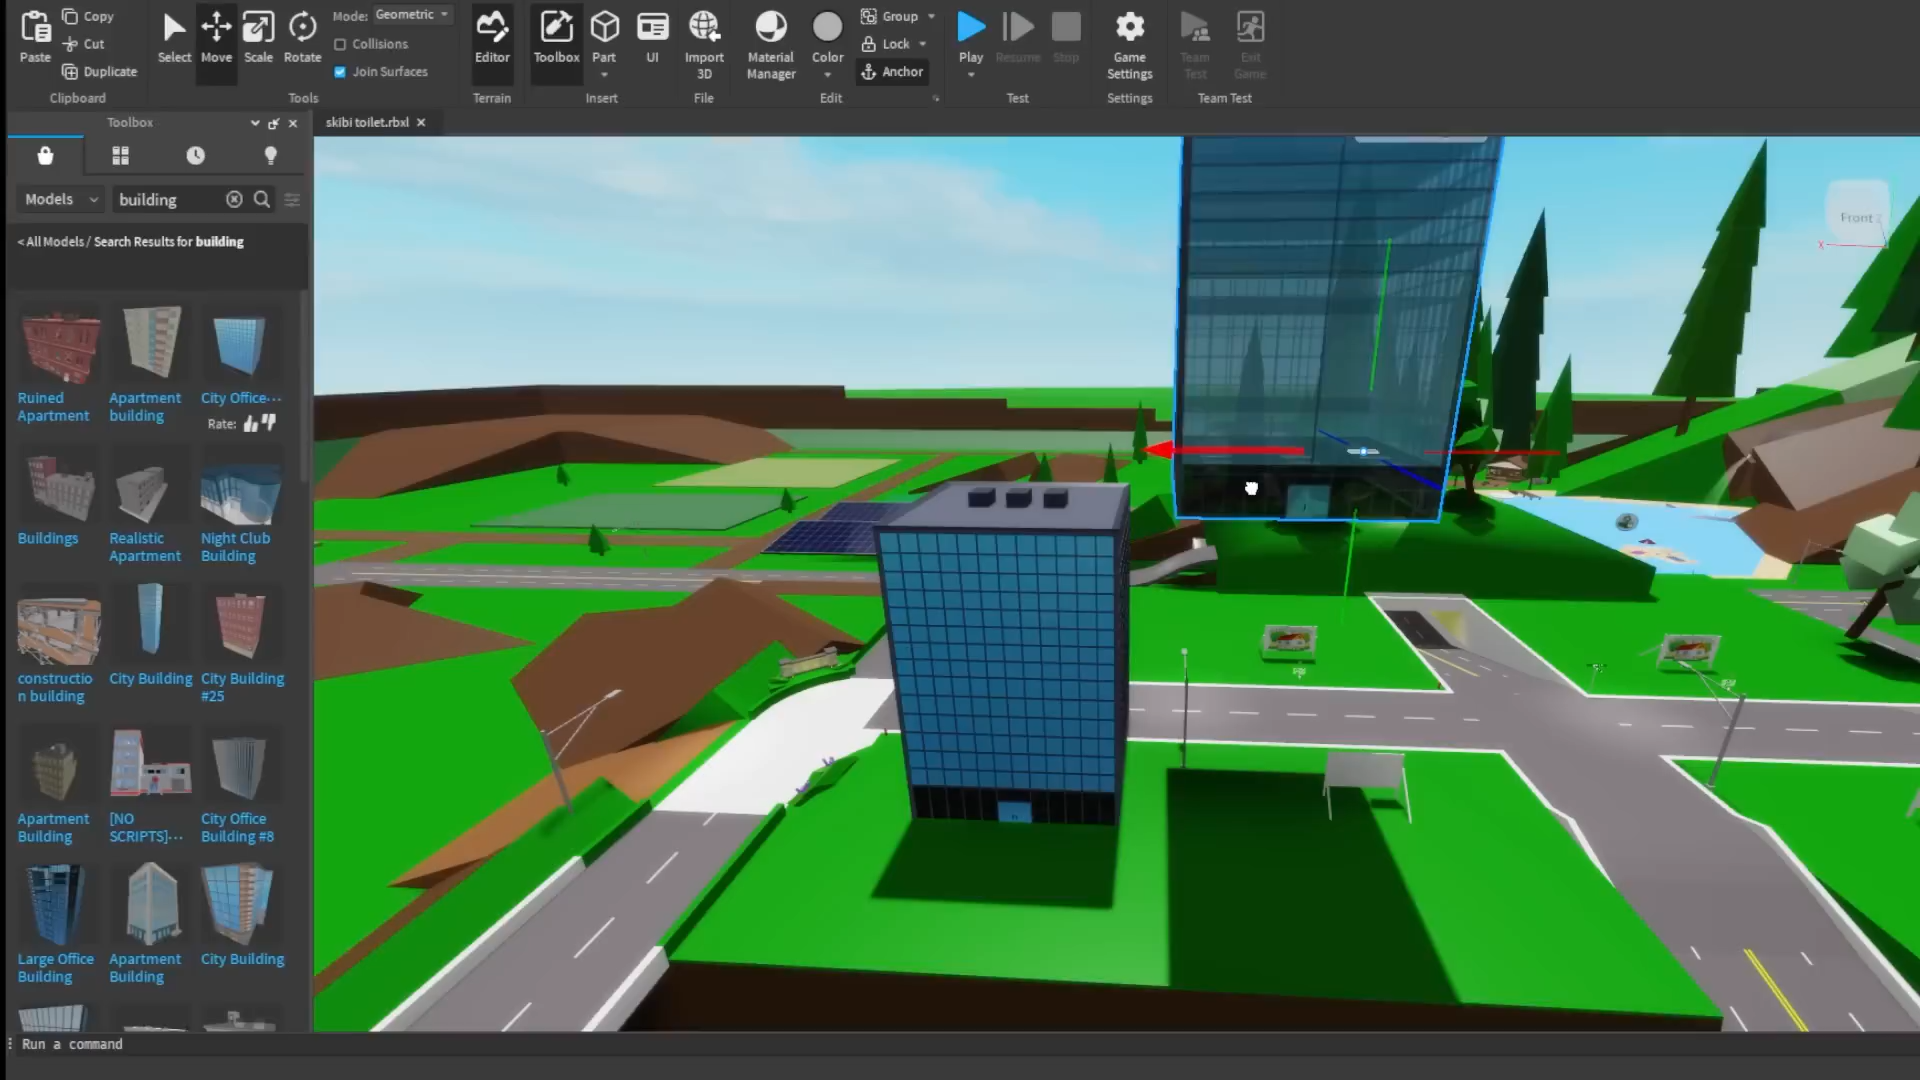 Paste
Copy
Cut
Duplicate
Clipboard
Select
Move
Scale
Rotate
Mode: Geometric
Collisions
Join Surfaces
Tools
Editor
Terrain
Toolbox
Part
UI
Insert
Import
3D
File
Material
Manager
Color
Group
Lock
Anchor
Edit
Play
Resume
Stop
Test
Game
Settings
Settings
Team
Test
Exit
Game
Team Test
Toolbox
skibi toilet.rbxl
Models
building
< All Models / Search Results for building
Ruined
Apartment
Apartment
building
City Office···
Rate:
Buildings
Realistic
Apartment
Night Club
Building
constructio
n building
City Building
City Building
#25
Apartment
Building
[NO
SCRIPTS]···
City Office
Building #8
Large Office
Building
Apartment
Building
City Building
Front
X
Z
Run a command